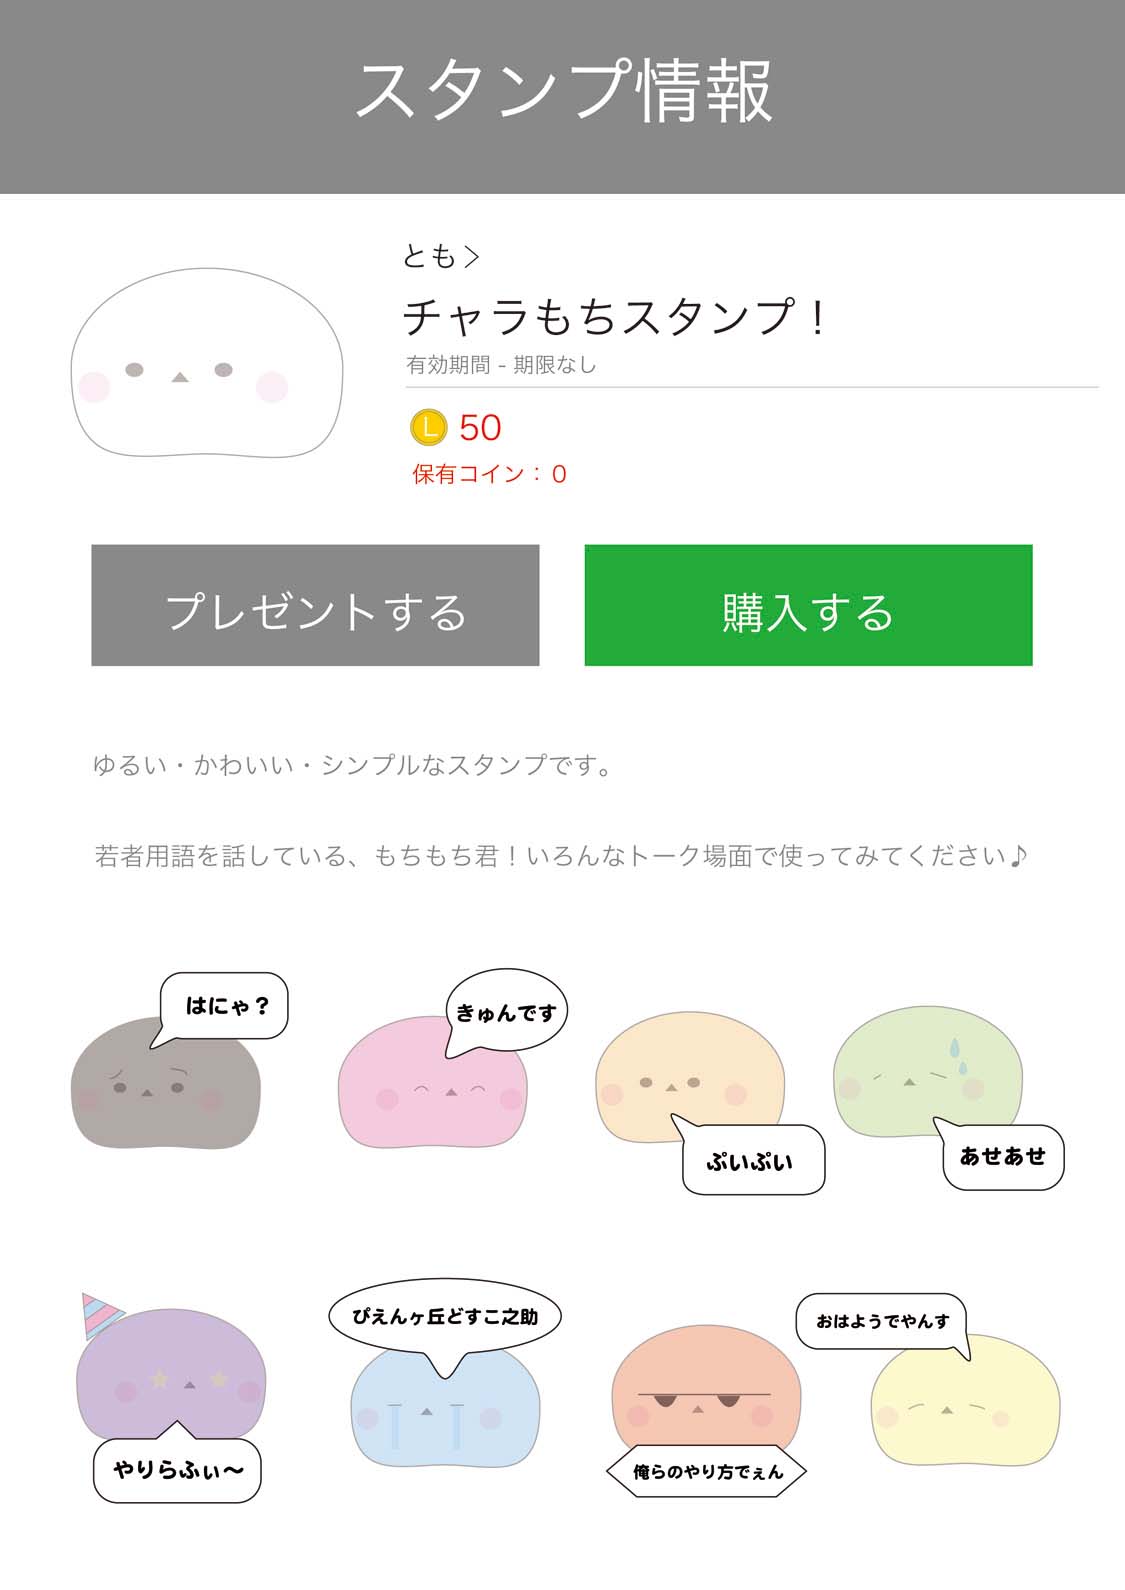 スタンプ情報
とも＞
チャラもちスタンプ！
有効期間 - 期限なし
L 50
保有コイン：0
プレゼントする
購入する
ゆるい・かわいい・シンプルなスタンプです。
若者用語を話している、もちもち君！いろんなトーク場面で使ってみてください♪
はにゃ？
きゅんです
ぷいぷい
あせあせ
やりらふぃ～
ぴえんヶ丘どすこ之助
俺らのやり方でぇん
おはようでやんす